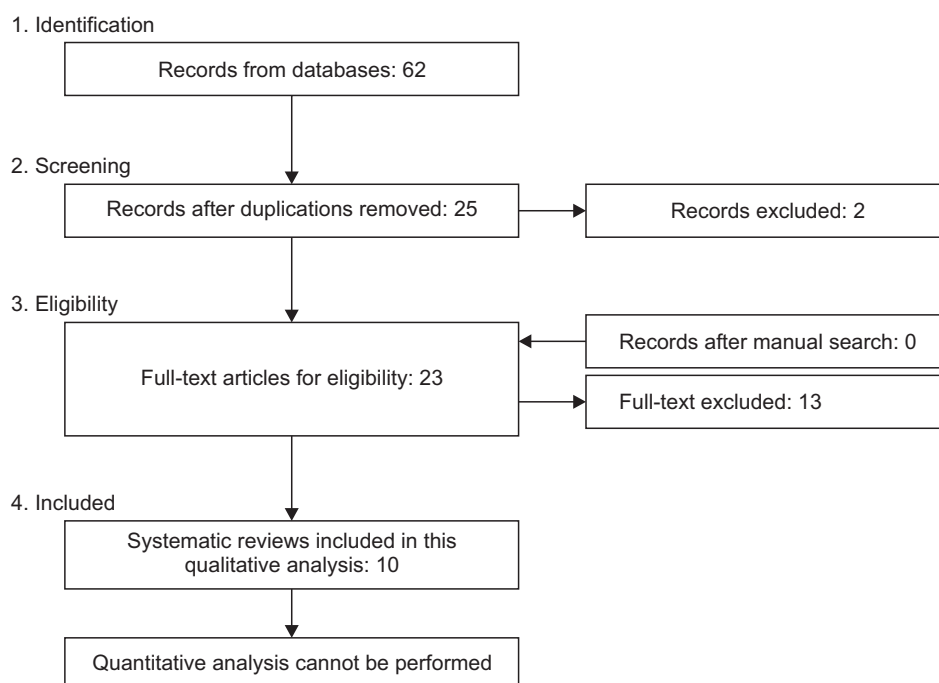 1. Identification
Records from databases: 62
2. Screening
Records after duplications removed: 25
Records excluded: 2
3. Eligibility
Full-text articles for eligibility: 23
Records after manual search: 0
Full-text excluded: 13
4. Included
Systematic reviews included in this
qualitative analysis: 10
Quantitative analysis cannot be performed